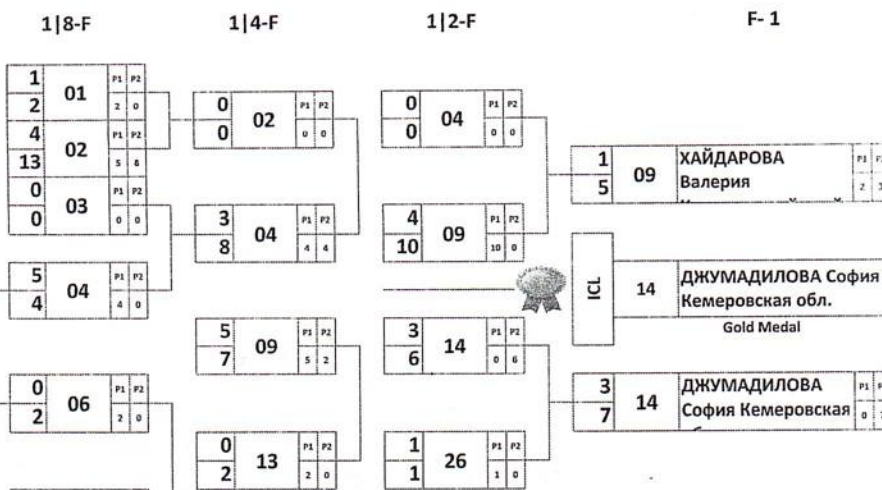 1|8-F 1|4-F 1|2-F F- 1
1 01 P1 P2
2 2 0
4 02 P1 P2
13 5 8
0 03 P1 P2
0 0 0
5 04 P1 P2
4 4 0
0 06 P1 P2
2 2 0
0 02 P1 P2
0 0 0
3 04 P1 P2
8 4 4
5 09 P1 P2
7 5 2
0 13 P1 P2
2 2 0
0 04 P1 P2
0 0 0
4 09 P1 P2
10 10 0
3 14 P1 P2
6 0 6
1 26 P1 P2
1 1 0
1 09 ХАЙДАРОВА P1
5 Валерия 2 3
ICL 14 ДЖУМАДИЛОВА София
Кемеровская обл.
Gold Medal
3 14 ДЖУМАДИЛОВА P1
7 София Кемеровская 0